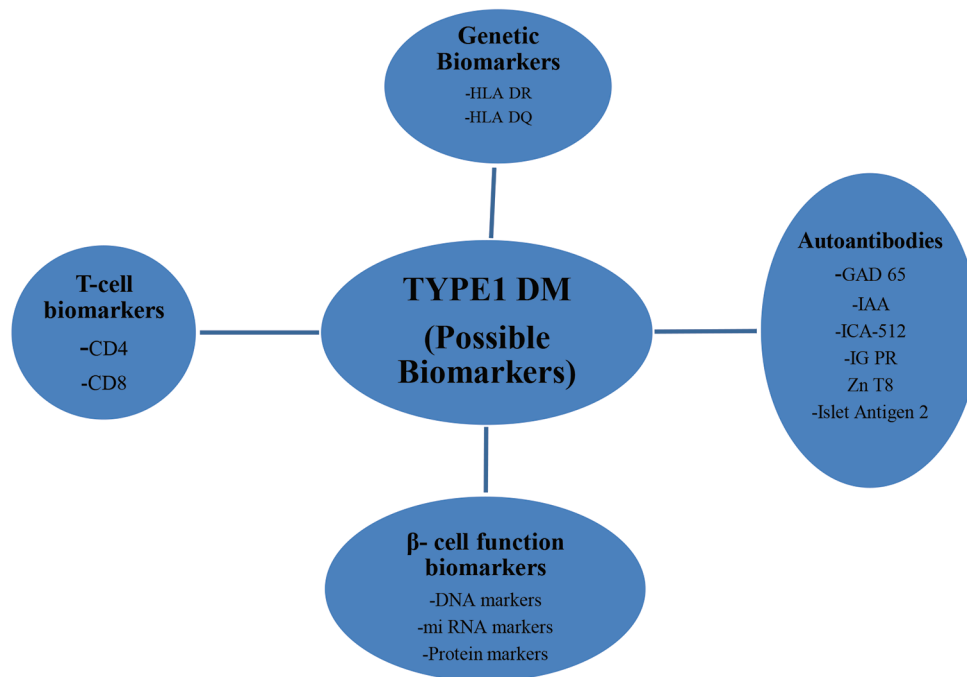 Genetic
Biomarkers
-HLA DR
-HLA DQ
T-cell
biomarkers
-CD4
-CD8
TYPE1 DM
(Possible
Biomarkers)
Autoantibodies
-GAD 65
-IAA
-ICA-512
-IG PR
Zn T8
-Islet Antigen 2
β- cell function
biomarkers
-DNA markers
-mi RNA markers
-Protein markers